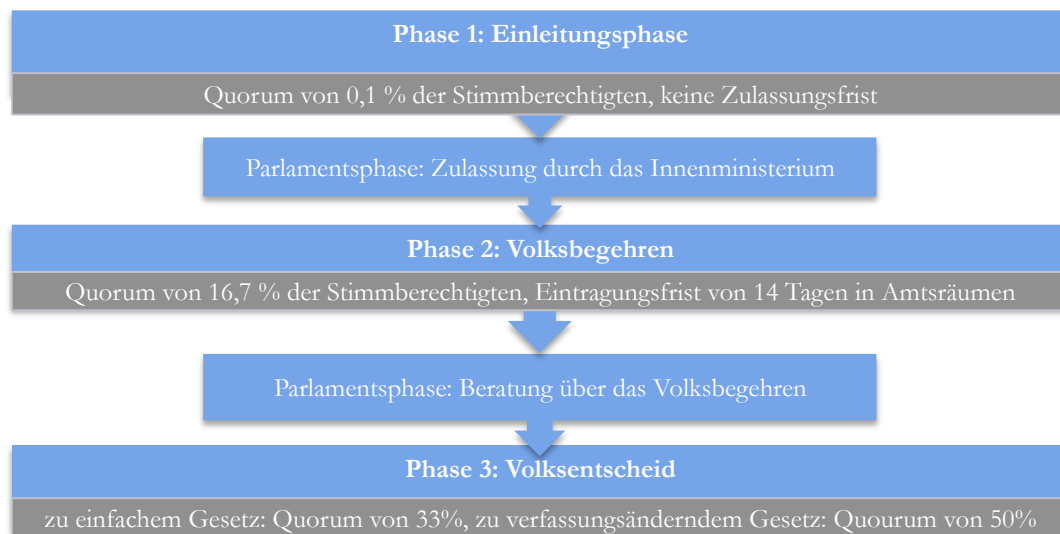 Phase 1: Einleitungsphase
Quorum von 0,1 % der Stimmberechtigten, keine Zulassungsfrist
Parlamentsphase: Zulassung durch das Innenministerium
Phase 2: Volksbegehren
Quorum von 16,7 % der Stimmberechtigten, Eintragungsfrist von 14 Tagen in Amtsräumen
Parlamentsphase: Beratung über das Volksbegehren
Phase 3: Volksentscheid
zu einfachem Gesetz: Quorum von 33%, zu verfassungsänderndem Gesetz: Quourum von 50%